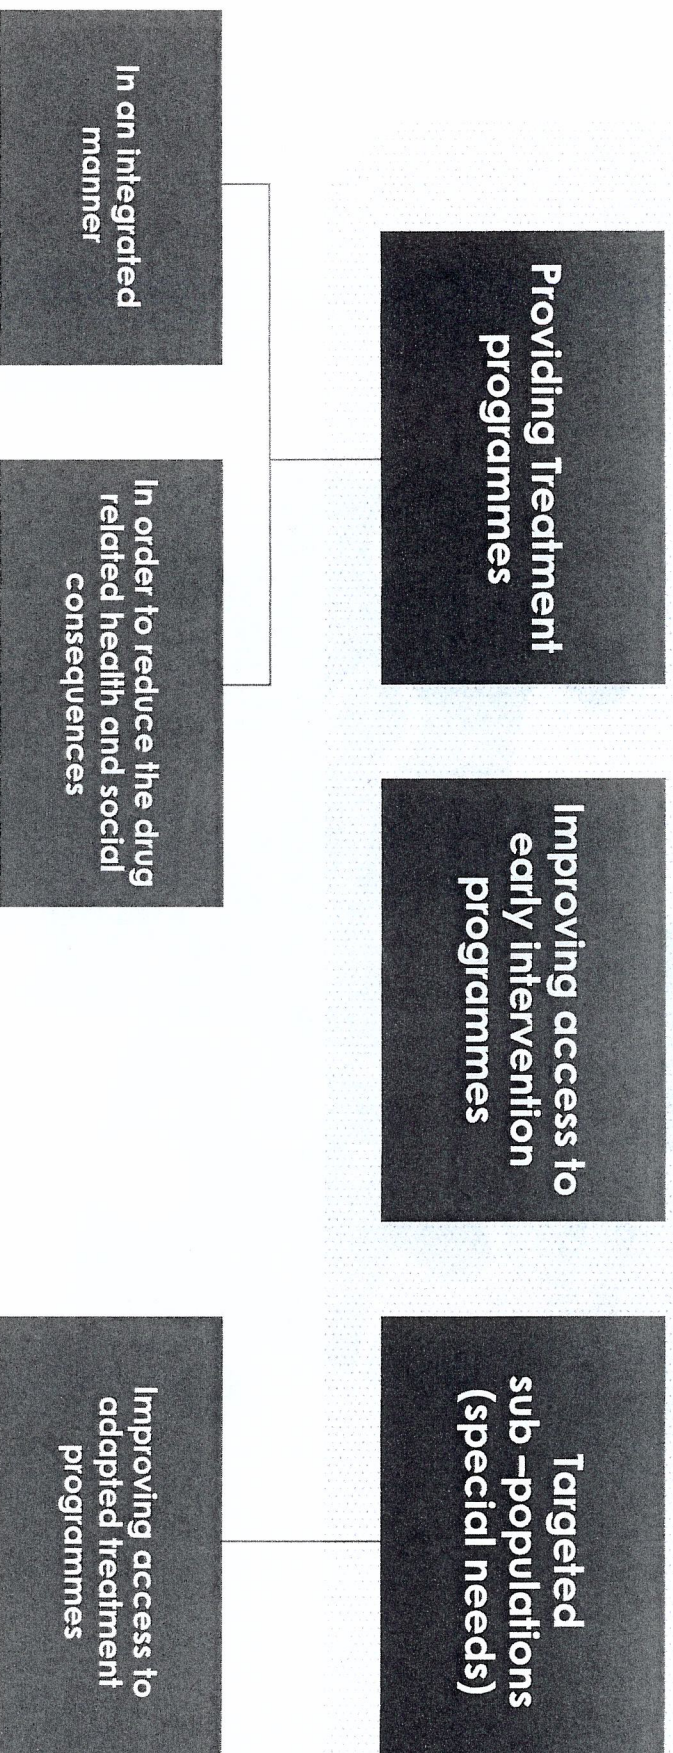 Providing Treatment
programmes
Improving access to
early intervention
programmes
Targeted
sub –populations
(special needs)
In an integrated
manner
In order to reduce the drug
related health and social
consequences
Improving access to
adapted treatment
programmes